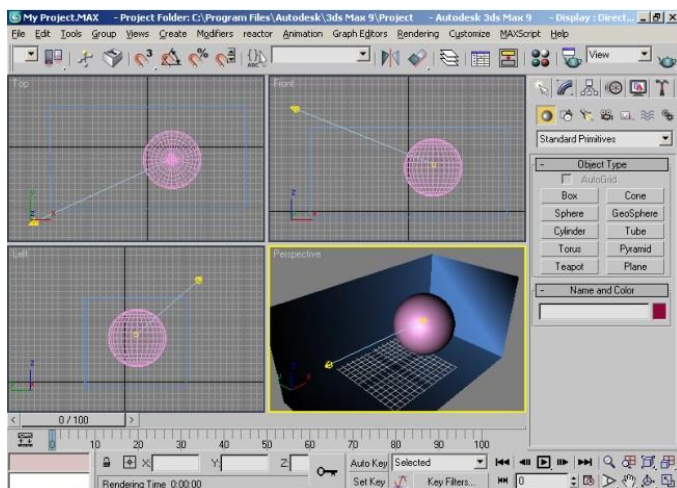 My Project.MAX - Project Folder: C:\Program Files\Autodesk\3ds Max 9\Project - Autodesk 3ds Max 9 - Display : Direct...
File Edit Tools Group Views Create Modifiers reactor Animation Graph Editors Rendering Customize MAXScript Help
3 % ABC View
Top Front
Left Perspective
Standard Primitives
- Object Type
AutoGrid
Box Cone
Sphere GeoSphere
Cylinder Tube
Torus Pyramid
Teapot Plane
- Name and Color
z x
y x
z
z x
< 0 / 100 >
0 10 20 30 40 50 60 70 80 90 100
X: Y: Z: Auto Key Selected
Rendering Time 0:00:00 Set Key Key Filters... 0